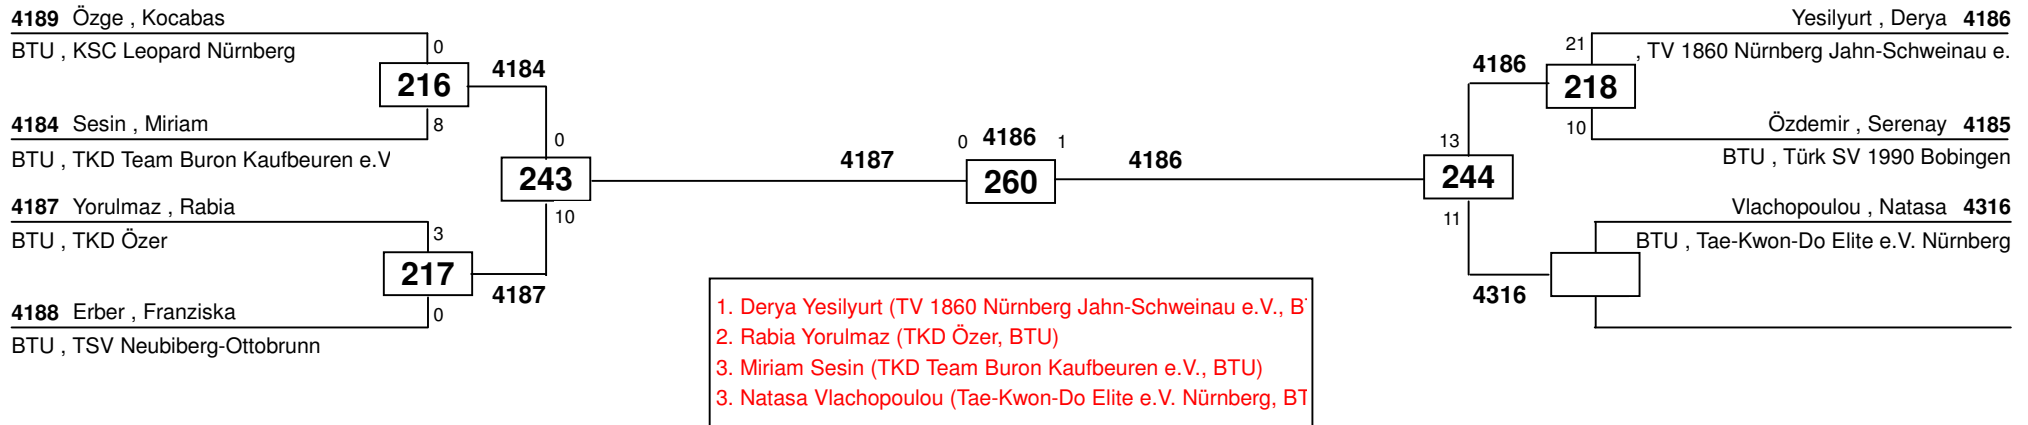 4189 Özge , Kocabas
BTU , KSC Leopard Nürnberg
0
216
4184
8
4184 Sesin , Miriam
BTU , TKD Team Buron Kaufbeuren e.V
0
243
10
4187 Yorulmaz , Rabia
BTU , TKD Özer
3
217
4187
0
4188 Erber , Franziska
BTU , TSV Neubiberg-Ottobrunn
4187
0 4186 1
260
4186
Yesilyurt , Derya 4186
, TV 1860 Nürnberg Jahn-Schweinau e.
21
4186
218
10
Özdemir , Serenay 4185
BTU , Türk SV 1990 Bobingen
13
244
11
Vlachopoulou , Natasa 4316
BTU , Tae-Kwon-Do Elite e.V. Nürnberg
4316
1. Derya Yesilyurt (TV 1860 Nürnberg Jahn-Schweinau e.V., B
2. Rabia Yorulmaz (TKD Özer, BTU)
3. Miriam Sesin (TKD Team Buron Kaufbeuren e.V., BTU)
3. Natasa Vlachopoulou (Tae-Kwon-Do Elite e.V. Nürnberg, BT